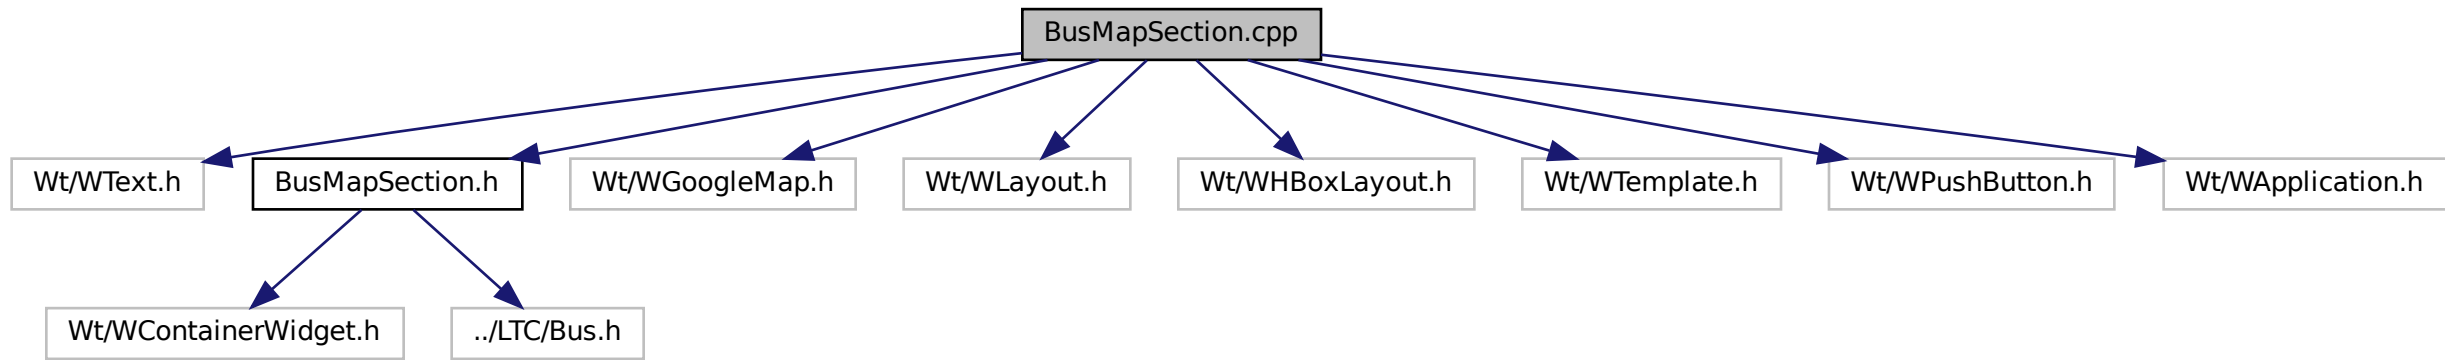 BusMapSection.cpp
Wt/WText.h
BusMapSection.h
Wt/WGoogleMap.h
Wt/WLayout.h
Wt/WHBoxLayout.h
Wt/WTemplate.h
Wt/WPushButton.h
Wt/WApplication.h
Wt/WContainerWidget.h
../LTC/Bus.h